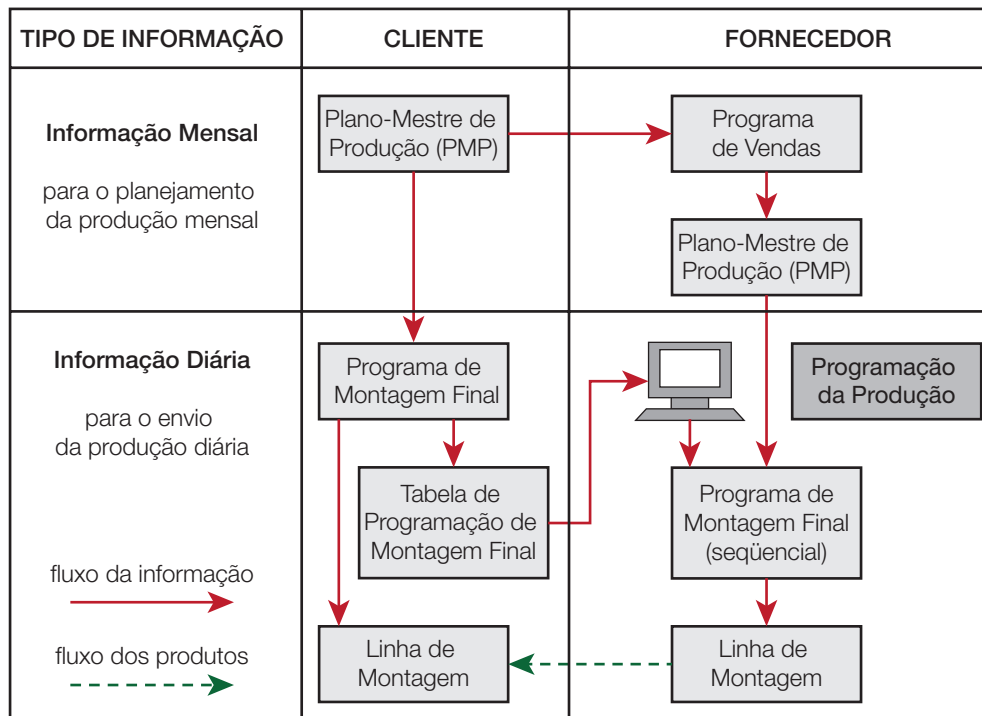 TIPO DE INFORMAÇÃO
CLIENTE
FORNECEDOR
Informação Mensal
para o planejamento
da produção mensal
Plano-Mestre de
Produção (PMP)
Programa
de Vendas
Plano-Mestre de
Produção (PMP)
Informação Diária
para o envio
da produção diária
Programa de
Montagem Final
Programação
da Produção
Tabela de
Programação de
Montagem Final
Programa de
Montagem Final
(seqüencial)
fluxo da informação
fluxo dos produtos
Linha de
Montagem
Linha de
Montagem